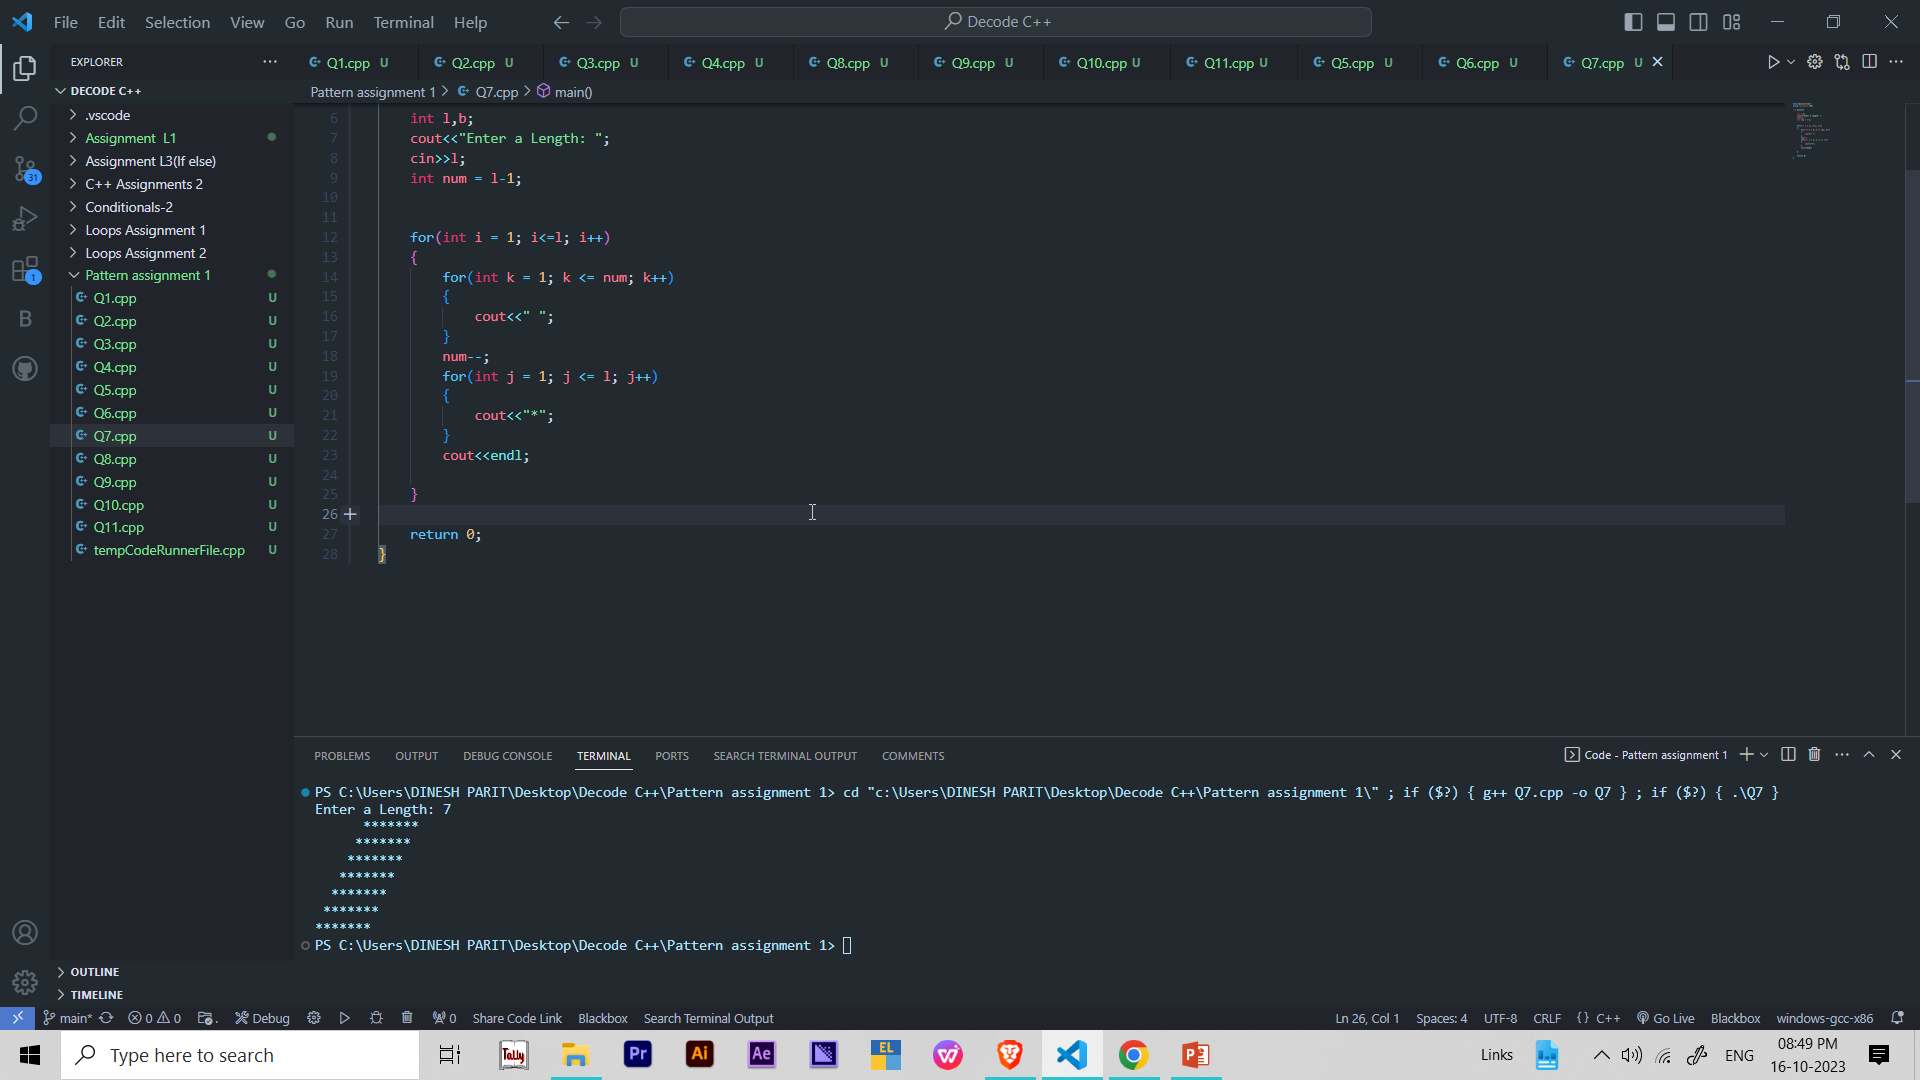 File Edit Selection View Go Run Terminal Help
Decode C++
EXPLORER
Q1.cpp U Q2.cpp U Q3.cpp U Q4.cpp U Q8.cpp U Q9.cpp U Q10.cpp U Q11.cpp U Q5.cpp U Q6.cpp U Q7.cpp U
DECODE C++
.vscode
Assignment L1
Assignment L3(If else)
C++ Assignments 2
Conditionals-2
Loops Assignment 1
Loops Assignment 2
Pattern assignment 1
Q1.cpp U
Q2.cpp U
Q3.cpp U
Q4.cpp U
Q5.cpp U
Q6.cpp U
Q7.cpp U
Q8.cpp U
Q9.cpp U
Q10.cpp U
Q11.cpp U
tempCodeRunnerFile.cpp U
OUTLINE
TIMELINE
31
1
B
Pattern assignment 1 > Q7.cpp > main()
6 int l,b;
7 cout<<"Enter a Length: ";
8 cin>>l;
9 int num = l-1;
10
11
12 for(int i = 1; i<=l; i++)
13 {
14 for(int k = 1; k <= num; k++)
15 {
16 cout<<" ";
17 }
18 num--;
19 for(int j = 1; j <= l; j++)
20 {
21 cout<<"*";
22 }
23 cout<<endl;
24
25 }
26
27 return 0;
28 }
PROBLEMS OUTPUT DEBUG CONSOLE TERMINAL PORTS SEARCH TERMINAL OUTPUT COMMENTS
Code - Pattern assignment 1
PS C:\Users\DINESH PARIT\Desktop\Decode C++\Pattern assignment 1> cd "c:\Users\DINESH PARIT\Desktop\Decode C++\Pattern assignment 1\" ; if ($?) { g++ Q7.cpp -o Q7 } ; if ($?) { .\Q7 }
Enter a Length: 7
      *******
     *******
    *******
   *******
  *******
 *******
*******
PS C:\Users\DINESH PARIT\Desktop\Decode C++\Pattern assignment 1>
main* 0 0 Debug 0 Share Code Link Blackbox Search Terminal Output
Ln 26, Col 1 Spaces: 4 UTF-8 CRLF {} C++ Go Live Blackbox windows-gcc-x86
Type here to search
Tally Pr Ai Ae EL
Links ENG
08:49 PM
16-10-2023